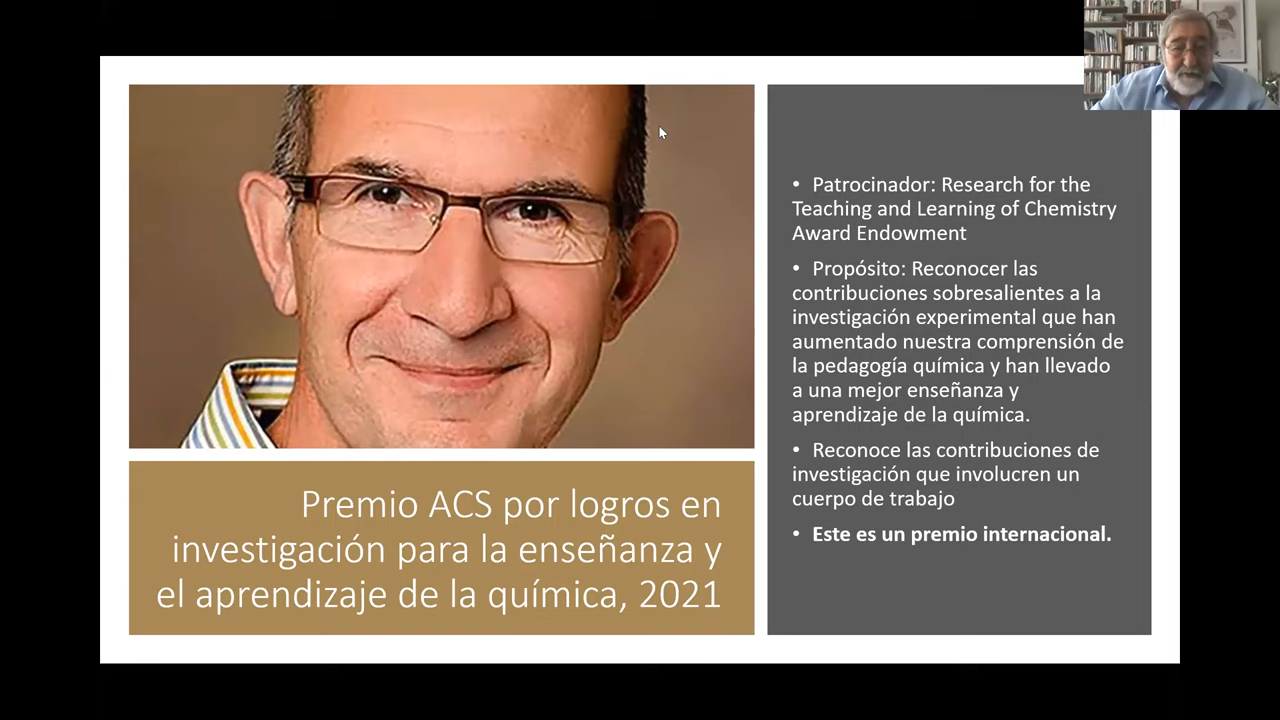 Premio ACS por logros en
investigación para la enseñanza y
el aprendizaje de la química, 2021
• Patrocinador: Research for the
Teaching and Learning of Chemistry
Award Endowment
• Propósito: Reconocer las
contribuciones sobresalientes a la
investigación experimental que han
aumentado nuestra comprensión de
la pedagogía química y han llevado
a una mejor enseñanza y
aprendizaje de la química.
• Reconoce las contribuciones de
investigación que involucren un
cuerpo de trabajo
• Este es un premio internacional.